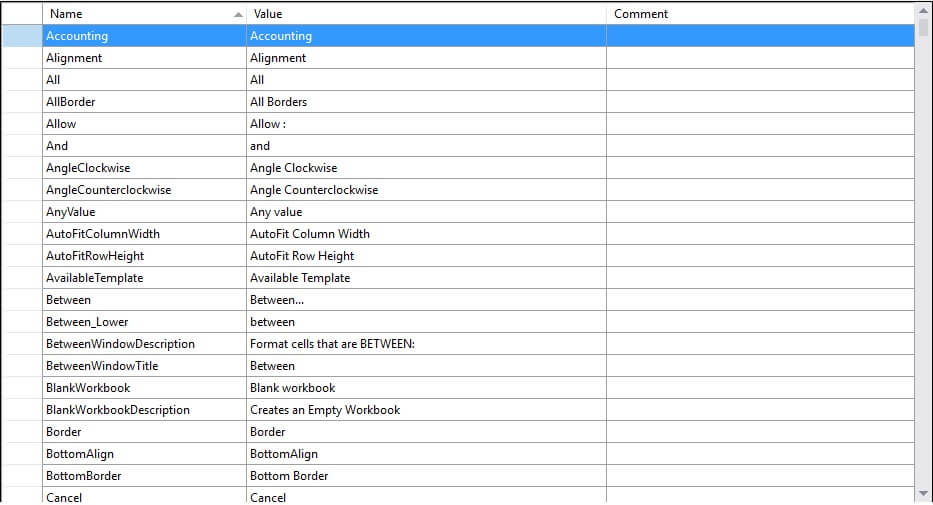 Name Value Comment
Accounting Accounting
Alignment Alignment
All All
AllBorder All Borders
Allow Allow :
And and
AngleClockwise Angle Clockwise
AngleCounterclockwise Angle Counterclockwise
AnyValue Any value
AutoFitColumnWidth AutoFit Column Width
AutoFitRowHeight AutoFit Row Height
AvailableTemplate Available Template
Between Between...
Between_Lower between
BetweenWindowDescription Format cells that are BETWEEN:
BetweenWindowTitle Between
BlankWorkbook Blank workbook
BlankWorkbookDescription Creates an Empty Workbook
Border Border
BottomAlign BottomAlign
BottomBorder Bottom Border
Cancel Cancel